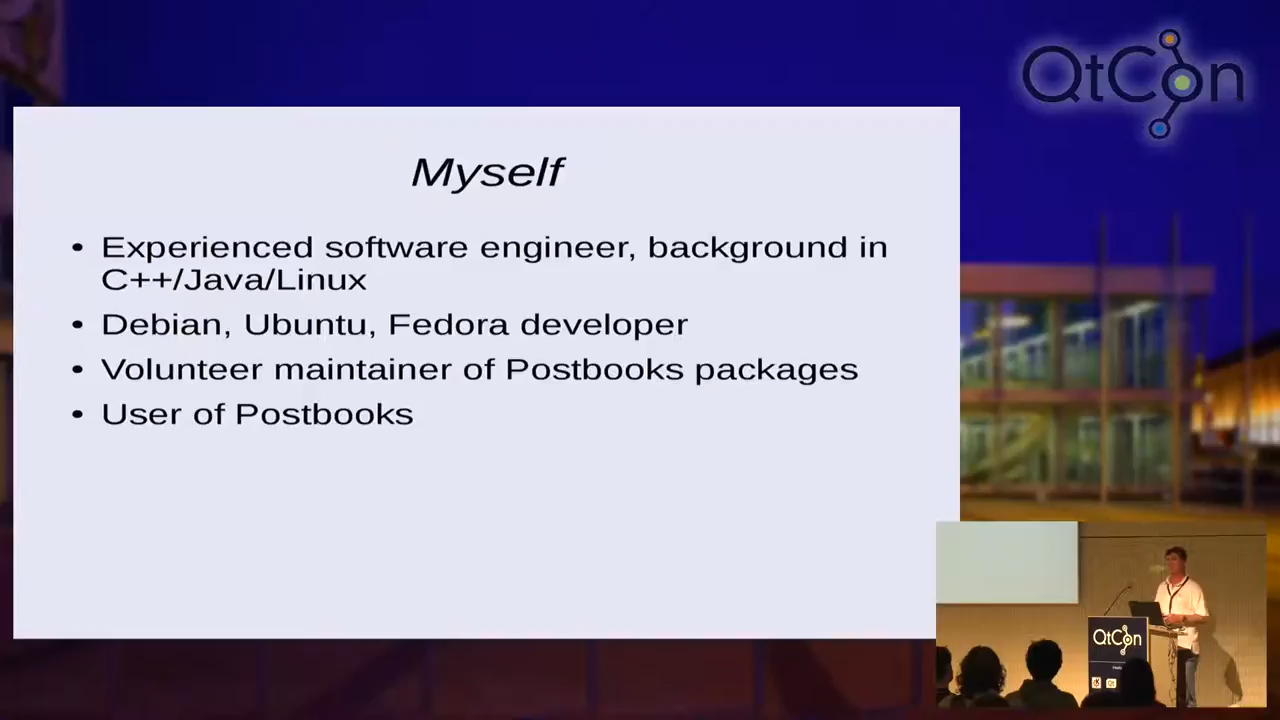 QtCon
Myself
• Experienced software engineer, background in
C++/Java/Linux
• Debian, Ubuntu, Fedora developer
• Volunteer maintainer of Postbooks packages
• User of Postbooks
QtCon